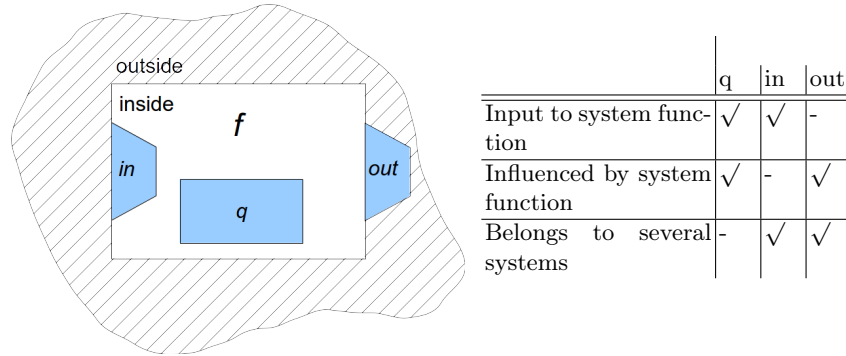 outside
inside
f
in
out
q
q in out
Input to system func-
tion
√ √ -
Influenced by system
function
√ - √
Belongs to several
systems
- √ √